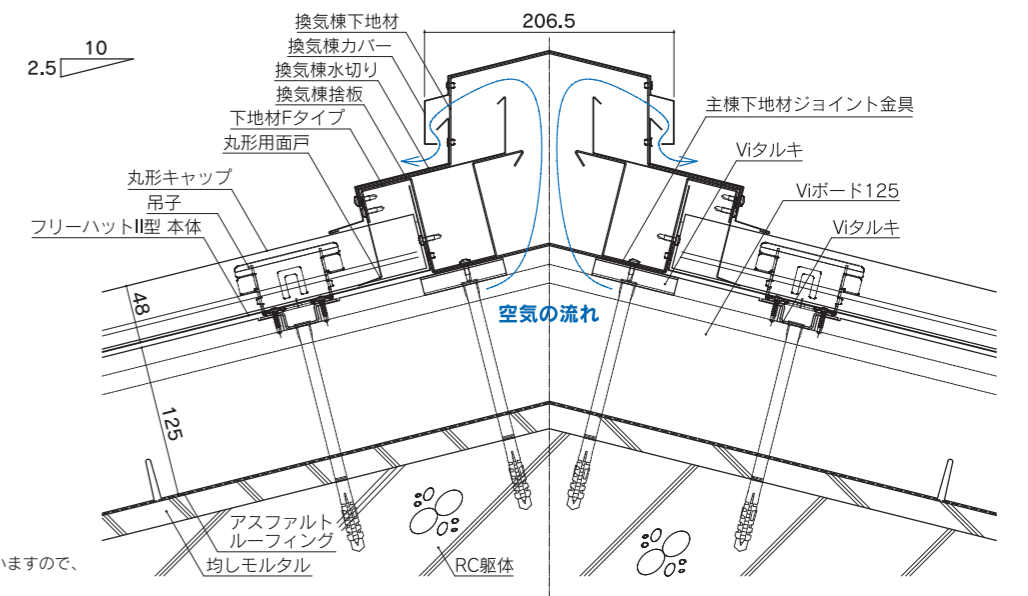 換気棟下地材
206.5
10
2.5
換気棟カバー
換気棟水切り
換気棟捨板
下地材Fタイプ
丸形用面戸
主棟下地材ジョイント金具
Viタルキ
丸形キャップ
吊子
フリーハットII型 本体
Viボード125
Viタルキ
48
空気の流れ
125
アスファルト
ルーフィング
均しモルタル
RC躯体
いますので、